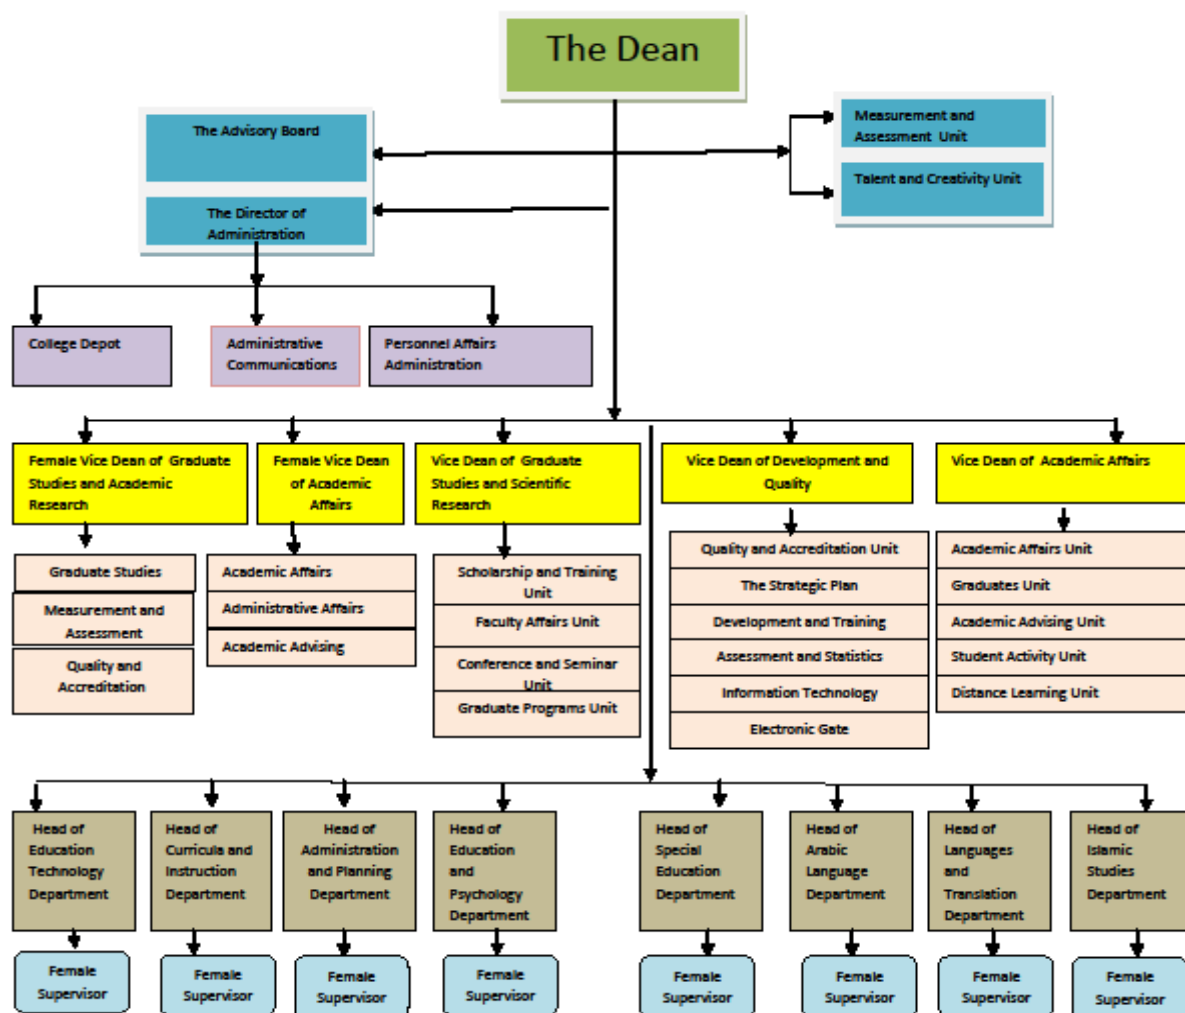 The Dean
The Advisory Board
Measurement and
Assessment Unit
Talent and Creativity Unit
The Director of
Administration
College Depot
Administrative
Communications
Personnel Affairs
Administration
Female Vice Dean of Graduate
Studies and Academic
Research
Female Vice Dean
of Academic
Affairs
Vice Dean of Graduate
Studies and Scientific
Research
Vice Dean of Development and
Quality
Vice Dean of Academic Affairs
Graduate Studies
Measurement and
Assessment
Quality and
Accreditation
Academic Affairs
Administrative Affairs
Academic Advising
Scholarship and Training
Unit
Faculty Affairs Unit
Conference and Seminar
Unit
Graduate Programs Unit
Quality and Accreditation Unit
The Strategic Plan
Development and Training
Assessment and Statistics
Information Technology
Electronic Gate
Academic Affairs Unit
Graduates Unit
Academic Advising Unit
Student Activity Unit
Distance Learning Unit
Head of
Education
Technology
Department
Head of
Curricula and
Instruction
Department
Head of
Administration
and Planning
Department
Head of
Education
and
Psychology
Department
Head of
Special
Education
Department
Head of
Arabic
Language
Department
Head of
Languages
and
Translation
Department
Head of
Islamic
Studies
Department
Female
Supervisor
Female
Supervisor
Female
Supervisor
Female
Supervisor
Female
Supervisor
Female
Supervisor
Female
Supervisor
Female
Supervisor